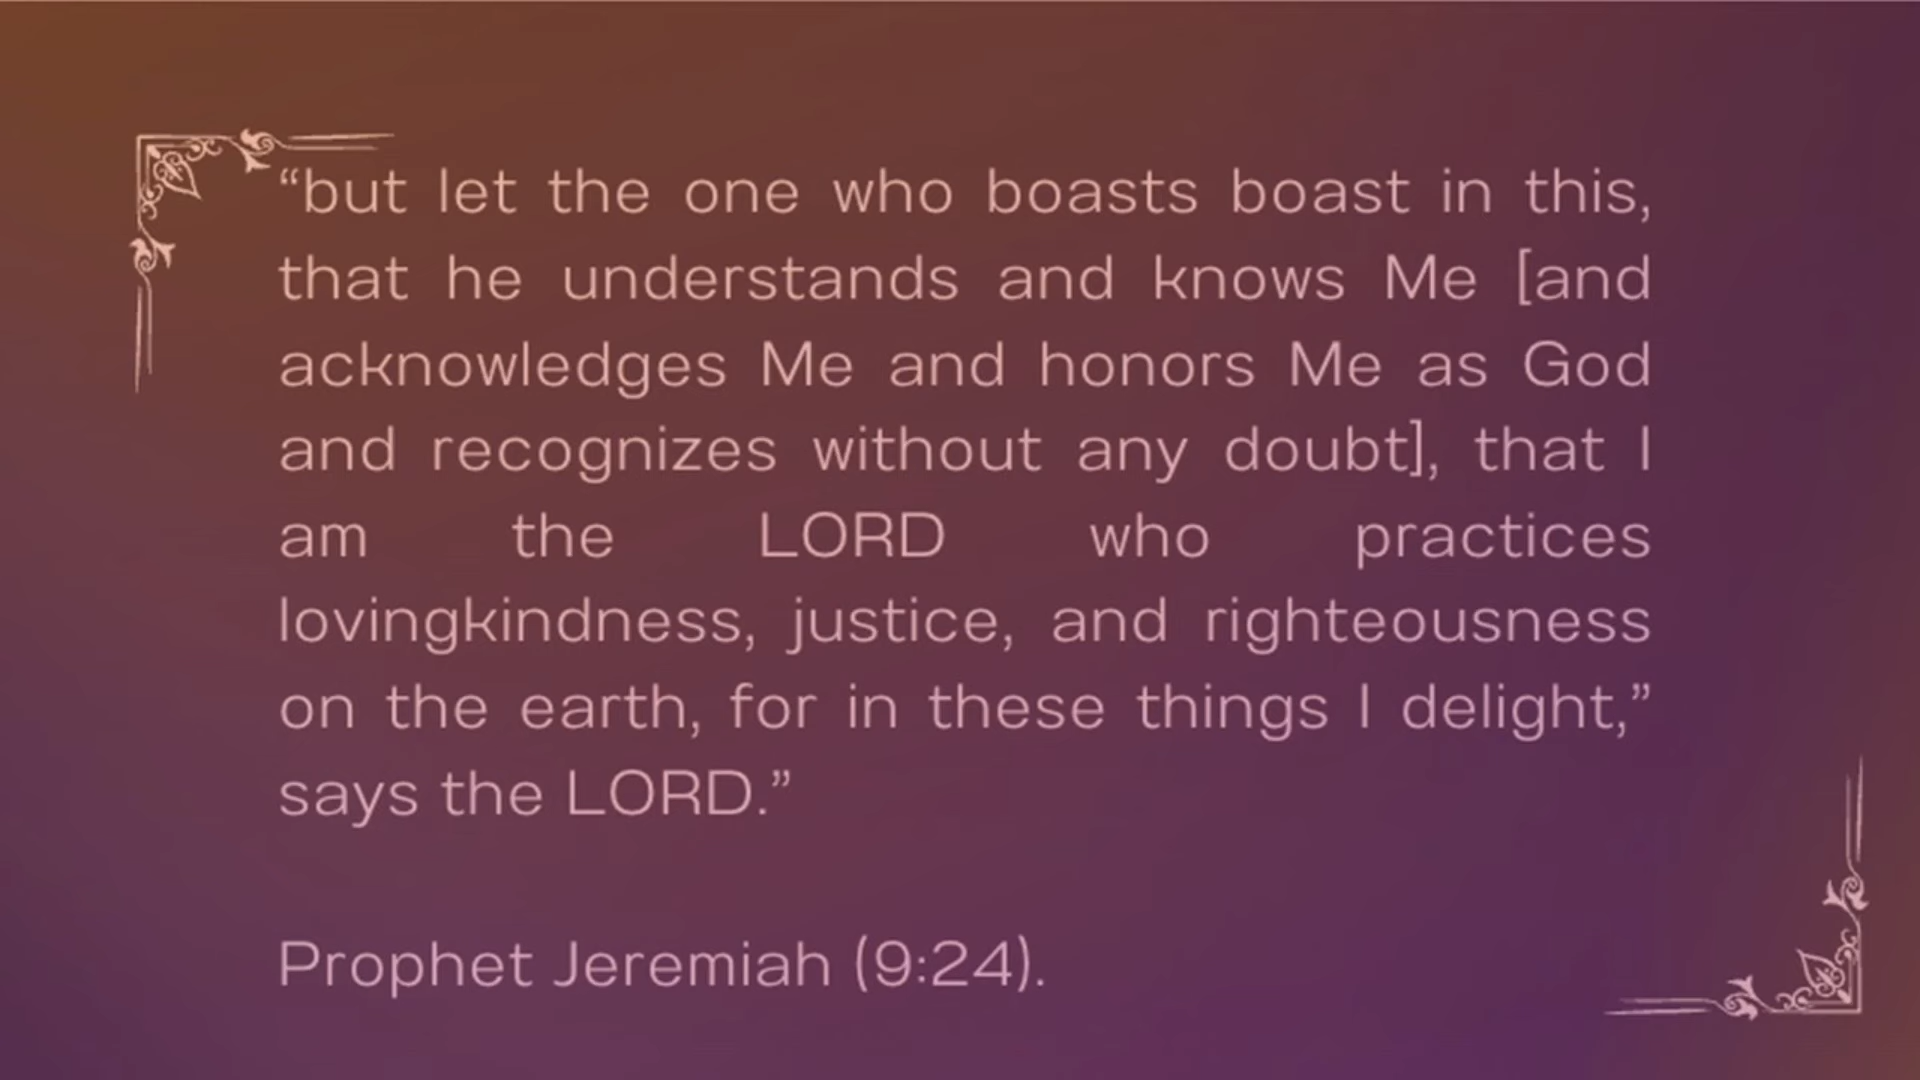 “but let the one who boasts boast in this,
that he understands and knows Me [and
acknowledges Me and honors Me as God
and recognizes without any doubt], that I
am the LORD who practices
lovingkindness, justice, and righteousness
on the earth, for in these things I delight,”
says the LORD.”
Prophet Jeremiah (9:24).